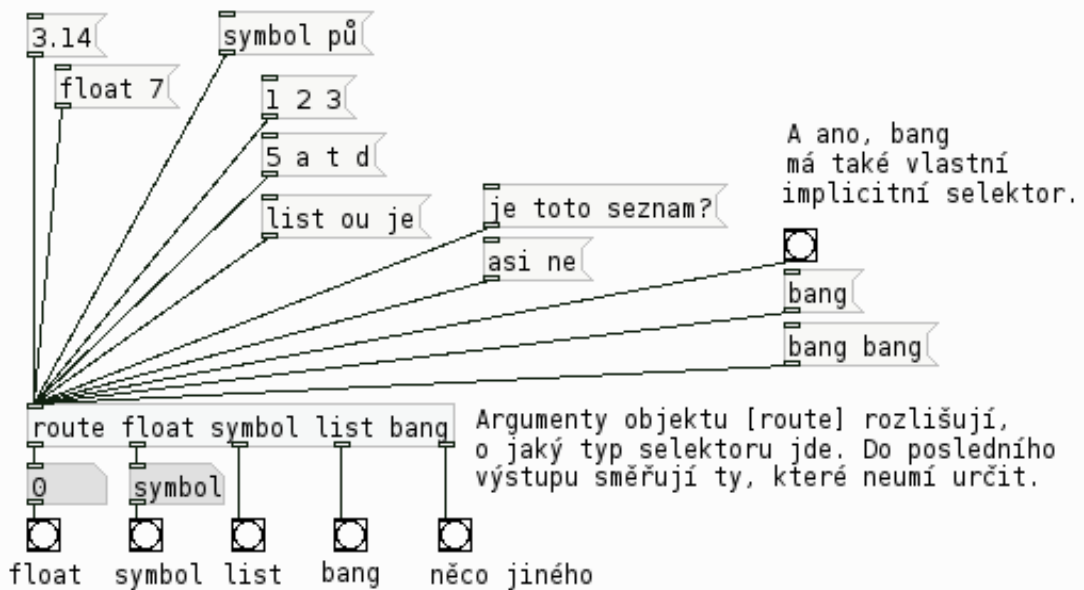 3.14
symbol pů
float 7
1 2 3
5 a t d
list ou je
je toto seznam?
asi ne
A ano, bang
má také vlastní
implicitní selektor.
bang
bang bang
route float symbol list bang
Argumenty objektu [route] rozlišují,
o jaký typ selektoru jde. Do posledního
výstupu směřují ty, které neumí určit.
0
symbol
float symbol list bang něco jiného